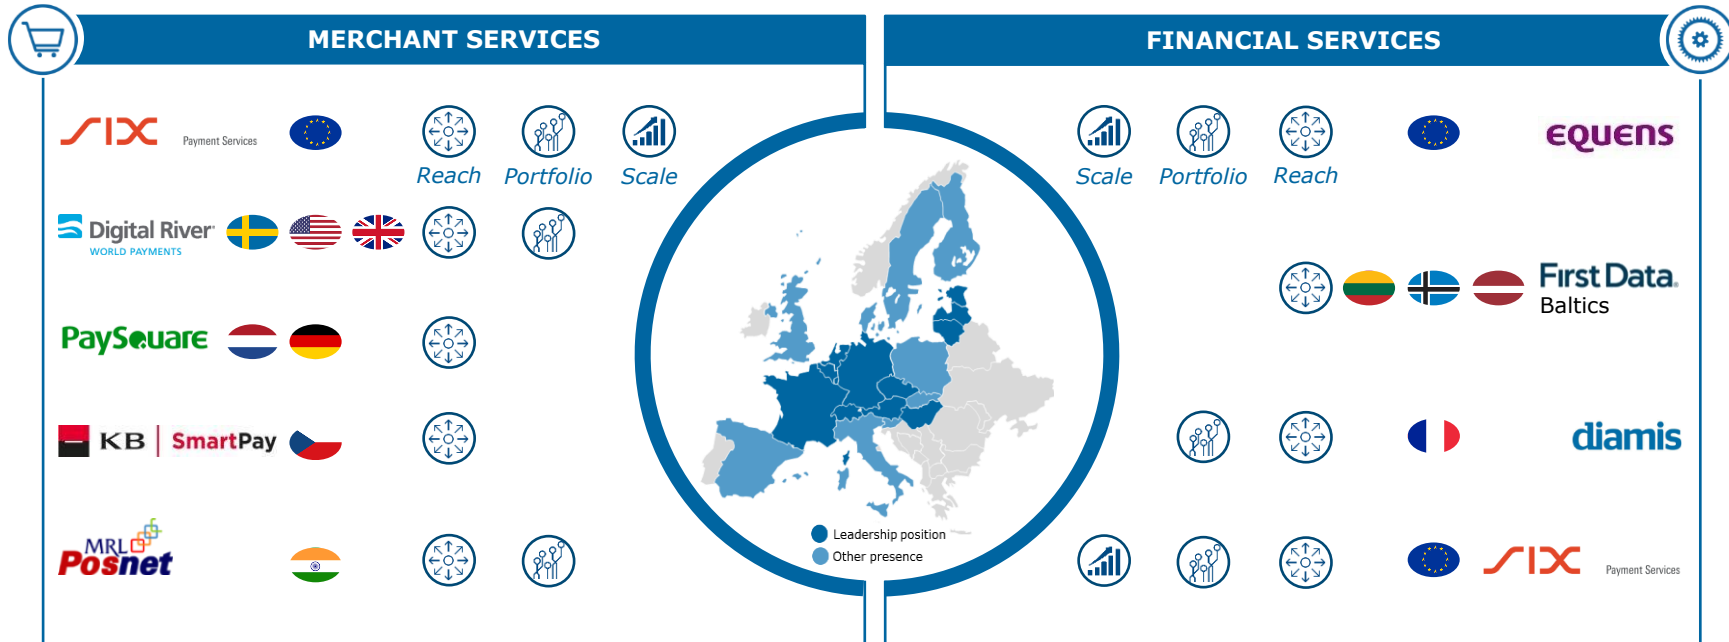 MERCHANT SERVICES
SIX Payment Services
Reach Portfolio Scale
Digital River
WORLD PAYMENTS
PaySquare
KB SmartPay
MRL
Posnet
Leadership position
Other presence
FINANCIAL SERVICES
equens
Scale Portfolio Reach
First Data.
Baltics
diamis
SIX Payment Services